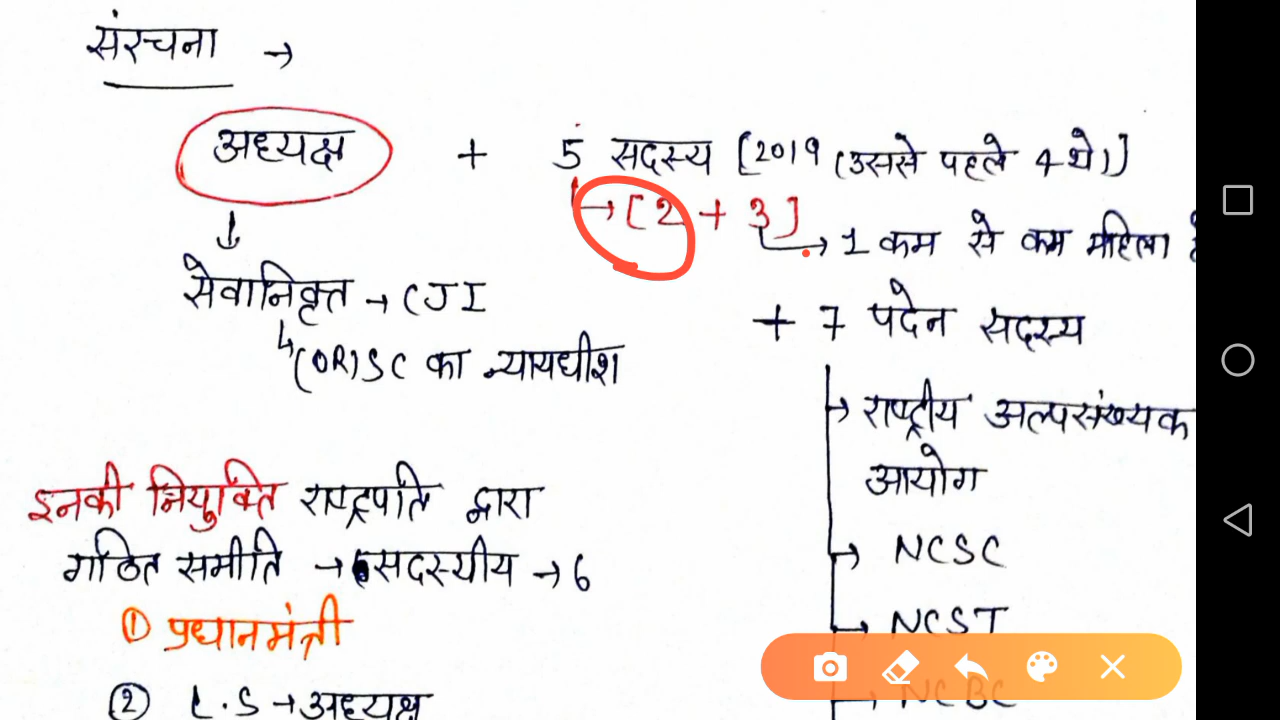 संरचना →
अध्यक्ष + 5 सदस्य [2019 (उससे पहले 4 थे)]
→ [2 + 3]
→ 1 कम से कम महिला
↓
सेवानिवृत्त → CJI
+ 7 पदेन सदस्य
↳ (OR) SC का न्यायधीश
→ राष्ट्रीय अल्पसंख्यक
आयोग
इनकी नियुक्ति राष्ट्रपति द्वारा
गठित समीति → 6 सदस्यीय → 6
→ NCSC
① प्रधानमंत्री
→ NCST
② L.S → अध्यक्ष
→ NCBC